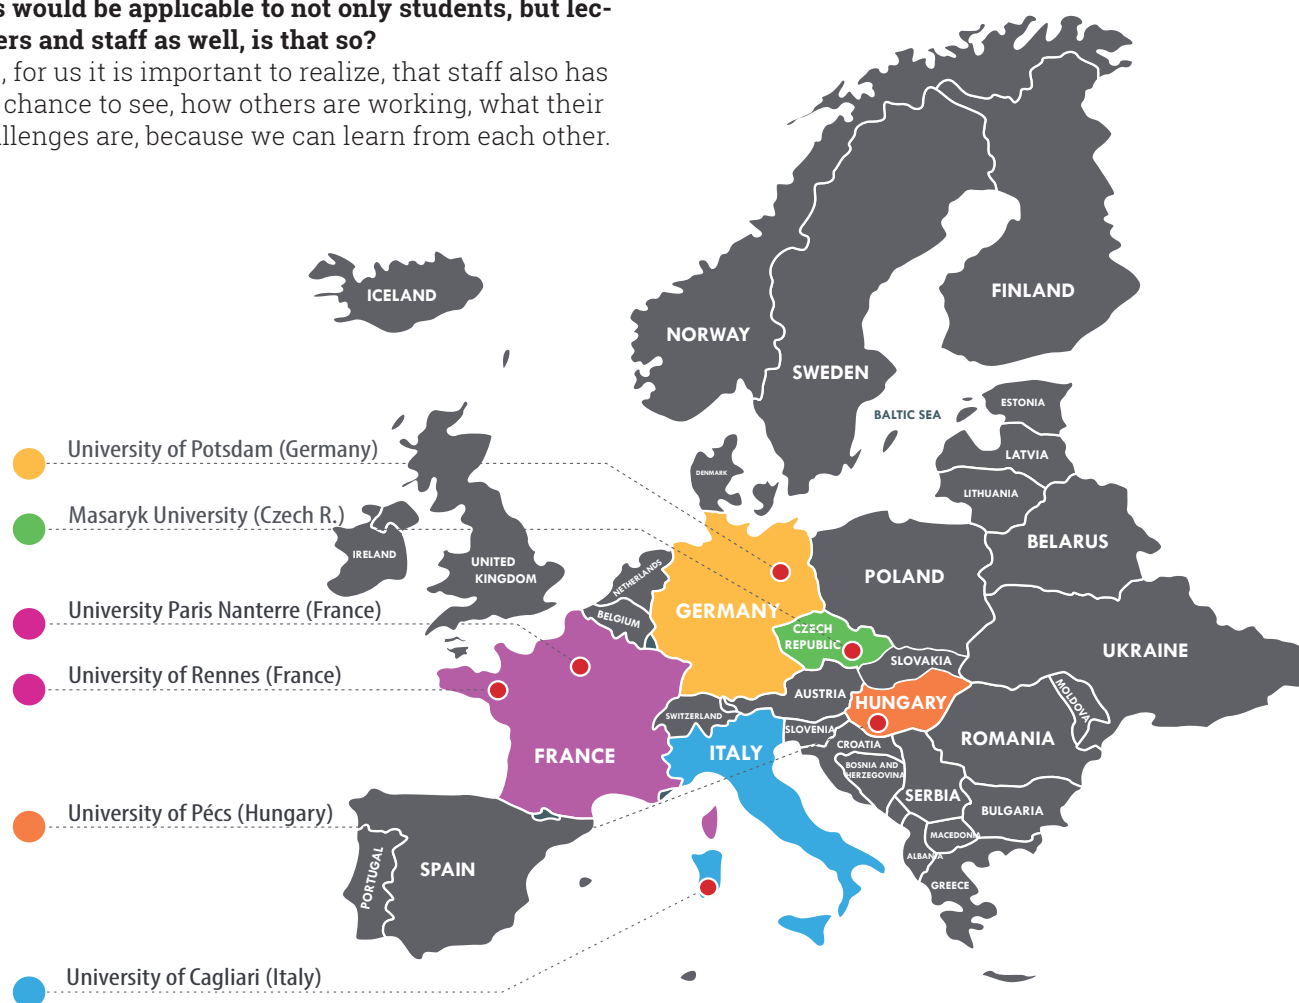 s would be applicable to not only students, but lec-
ers and staff as well, is that so?
, for us it is important to realize, that staff also has
chance to see, how others are working, what their
llenges are, because we can learn from each other.
ICELAND
FINLAND
NORWAY
SWEDEN
BALTIC SEA
ESTONIA
LATVIA
LITHUANIA
DENMARK
University of Potsdam (Germany)
Masaryk University (Czech R.)
University Paris Nanterre (France)
University of Rennes (France)
University of Pécs (Hungary)
University of Cagliari (Italy)
IRELAND
UNITED
KINGDOM
NETHERLANDS
BELGIUM
GERMANY
POLAND
BELARUS
CZECH
REPUBLIC
SLOVAKIA
UKRAINE
AUSTRIA
HUNGARY
MOLDOVA
SWITZERLAND
SLOVENIA
CROATIA
ROMANIA
FRANCE
ITALY
BOSNIA AND
HERZEGOVINA
SERBIA
BULGARIA
MACEDONIA
ALBANIA
GREECE
SPAIN
PORTUGAL